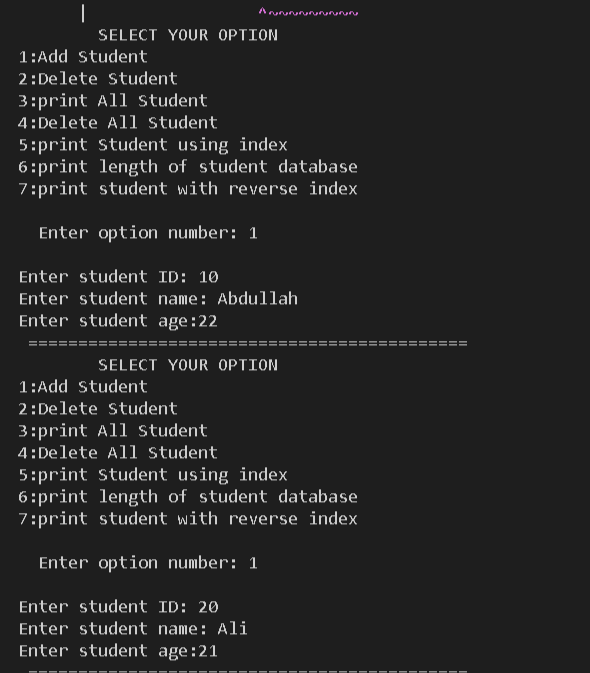 | ^~~~~~~~~~
SELECT YOUR OPTION
1:Add Student
2:Delete Student
3:print All Student
4:Delete All Student
5:print Student using index
6:print length of student database
7:print student with reverse index
Enter option number: 1
Enter student ID: 10
Enter student name: Abdullah
Enter student age:22
============================================
SELECT YOUR OPTION
1:Add Student
2:Delete Student
3:print All Student
4:Delete All Student
5:print Student using index
6:print length of student database
7:print student with reverse index
Enter option number: 1
Enter student ID: 20
Enter student name: Ali
Enter student age:21
============================================